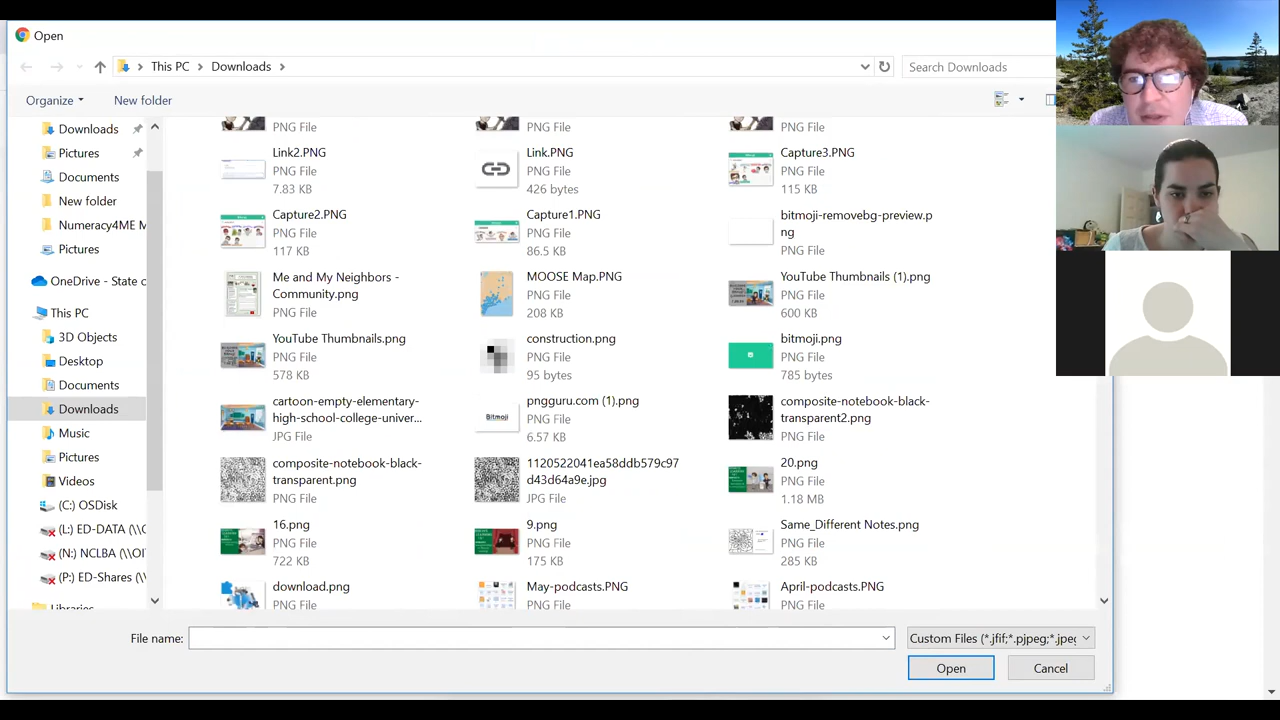 Open
This PC > Downloads >
Search Downloads
Organize
New folder
Downloads
Pictures
Documents
New folder
Numeracy4ME M
Pictures
OneDrive - State c
This PC
3D Objects
Desktop
Documents
Downloads
Music
Pictures
Videos
(C:) OSDisk
(L:) ED-DATA (\\C
(N:) NCLBA (\\OI
(P:) ED-Shares (\\
Libraries
PNG File
PNG File
PNG File
Link2.PNG
PNG File
7.83 KB
Link.PNG
PNG File
426 bytes
Capture3.PNG
PNG File
115 KB
Capture2.PNG
PNG File
117 KB
Capture1.PNG
PNG File
86.5 KB
bitmoji-removebg-preview.p
ng
PNG File
Me and My Neighbors -
Community.png
PNG File
MOOSE Map.PNG
PNG File
208 KB
YouTube Thumbnails (1).png
PNG File
600 KB
YouTube Thumbnails.png
PNG File
578 KB
construction.png
PNG File
95 bytes
bitmoji.png
PNG File
785 bytes
cartoon-empty-elementary-
high-school-college-univer...
JPG File
Bitmoji
pngguru.com (1).png
PNG File
6.57 KB
composite-notebook-black-
transparent2.png
PNG File
composite-notebook-black-
transparent.png
PNG File
1120522041ea58ddb579c97
d43d64a9e.jpg
JPG File
20.png
PNG File
1.18 MB
16.png
PNG File
722 KB
9.png
PNG File
175 KB
Same_Different Notes.png
PNG File
285 KB
download.png
PNG File
May-podcasts.PNG
PNG File
April-podcasts.PNG
PNG File
File name:
Custom Files (*.jfif;*.pjpeg;*.jpeg
Open
Cancel